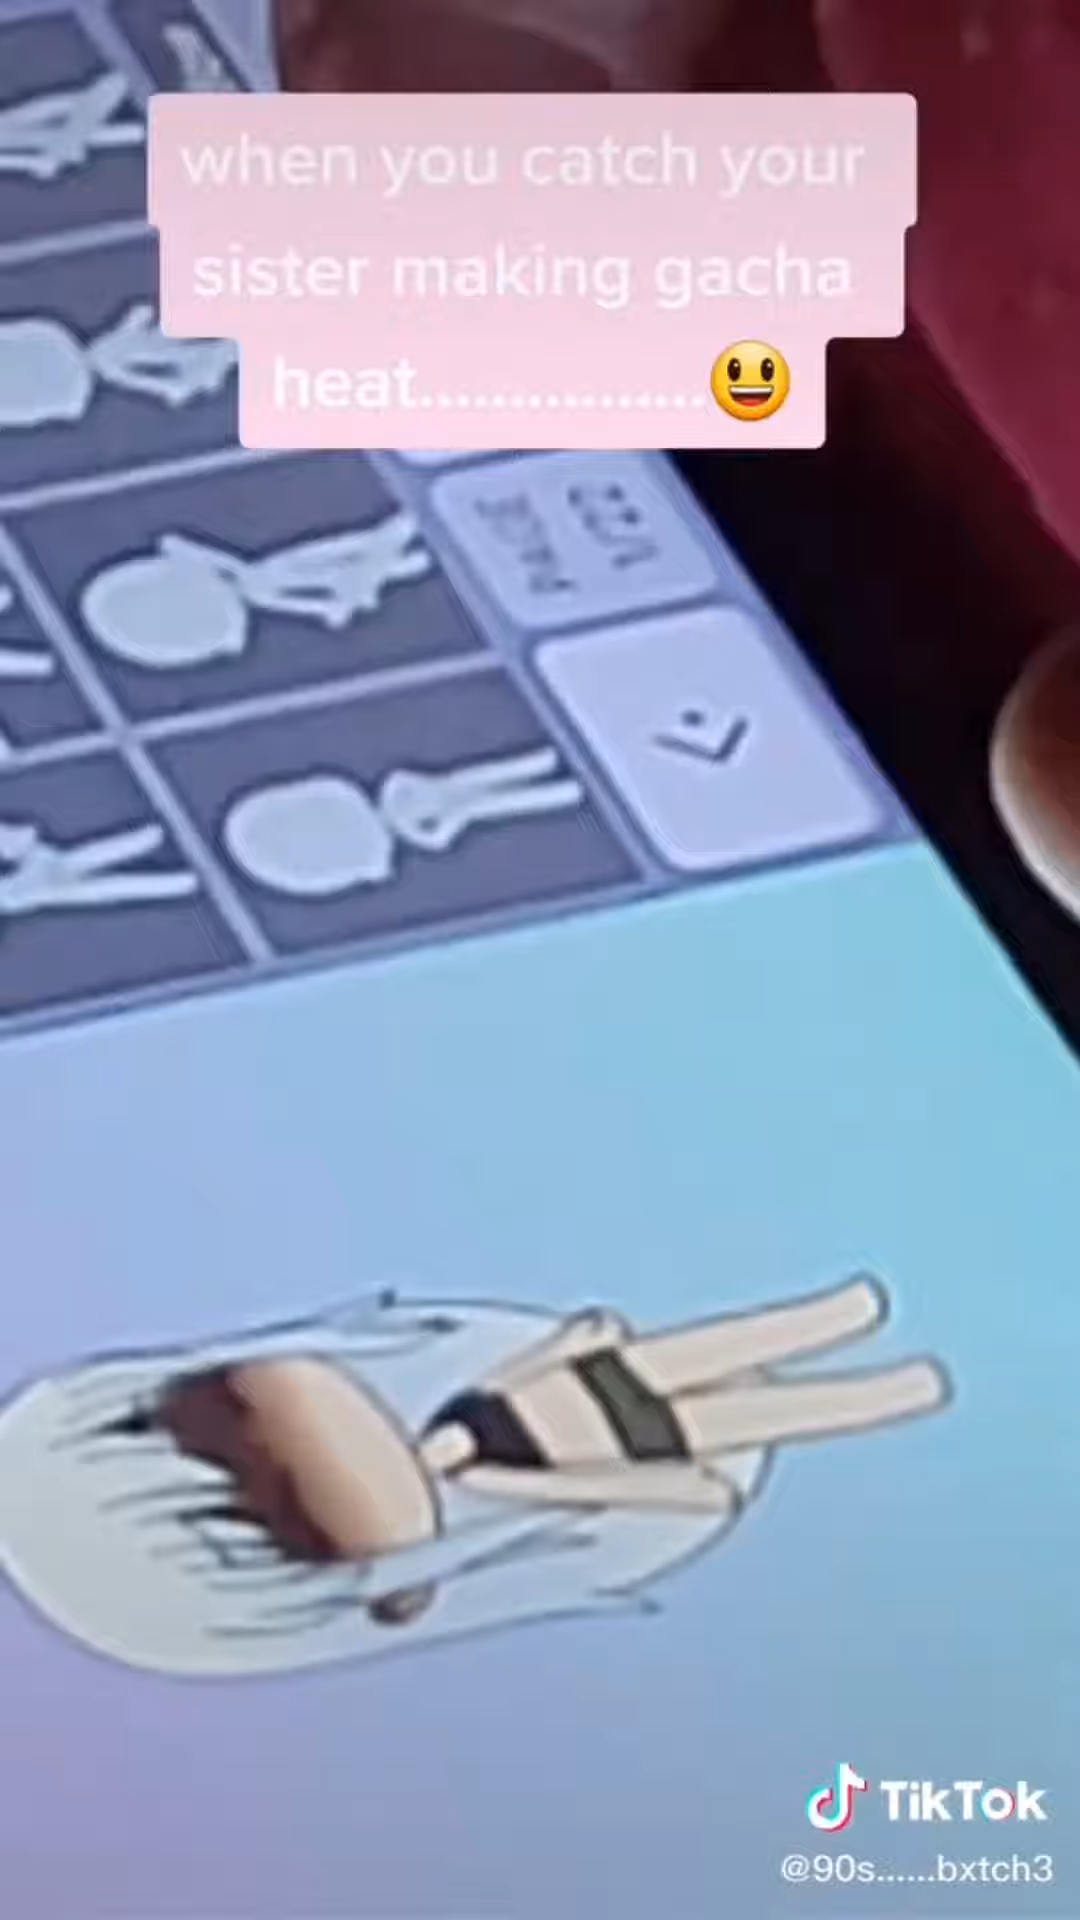 when you catch your
sister making gacha
heat...............😃
TikTok
@90s......bxtch3